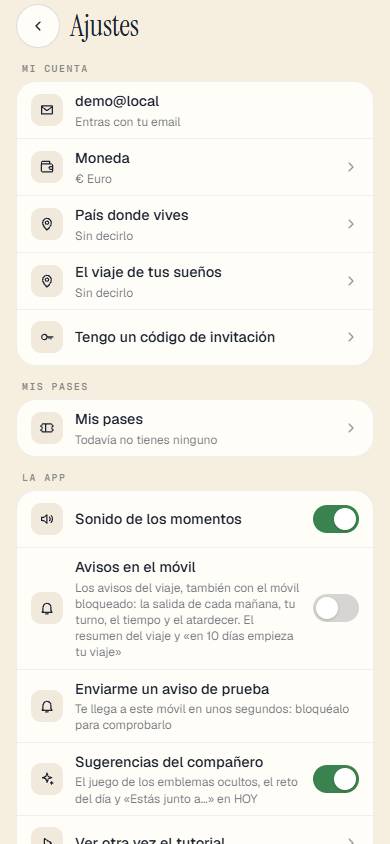 Ajustes
MI CUENTA
demo@local
Entras con tu email
Moneda
€ Euro
País donde vives
Sin decirlo
El viaje de tus sueños
Sin decirlo
Tengo un código de invitación
MIS PASES
Mis pases
Todavía no tienes ninguno
LA APP
Sonido de los momentos
Avisos en el móvil
Los avisos del viaje, también con el móvil
bloqueado: la salida de cada mañana, tu
turno, el tiempo y el atardecer. El
resumen del viaje y «en 10 días empieza
tu viaje»
Enviarme un aviso de prueba
Te llega a este móvil en unos segundos: bloquéalo
para comprobarlo
Sugerencias del compañero
El juego de los emblemas ocultos, el reto
del día y «Estás junto a…» en HOY
Ver otra vez el tutorial